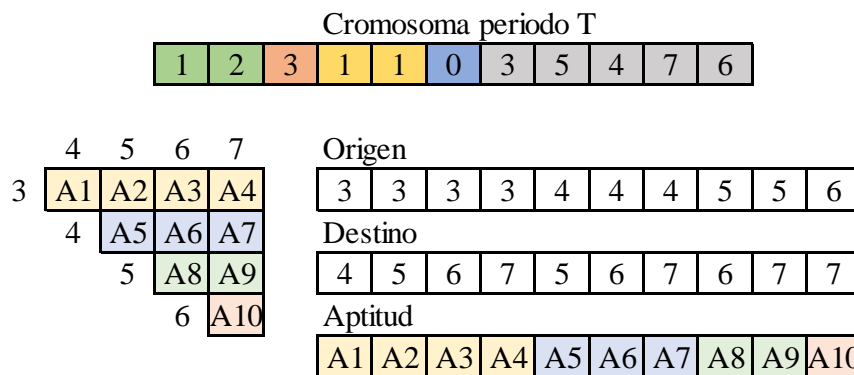 Cromosoma periodo T
1 2 3 1 1 0 3 5 4 7 6
4 5 6 7
3 A1 A2 A3 A4
4 A5 A6 A7
5 A8 A9
6 A10
Origen
3 3 3 3 4 4 4 5 5 6
Destino
4 5 6 7 5 6 7 6 7 7
Aptitud
A1 A2 A3 A4 A5 A6 A7 A8 A9 A10